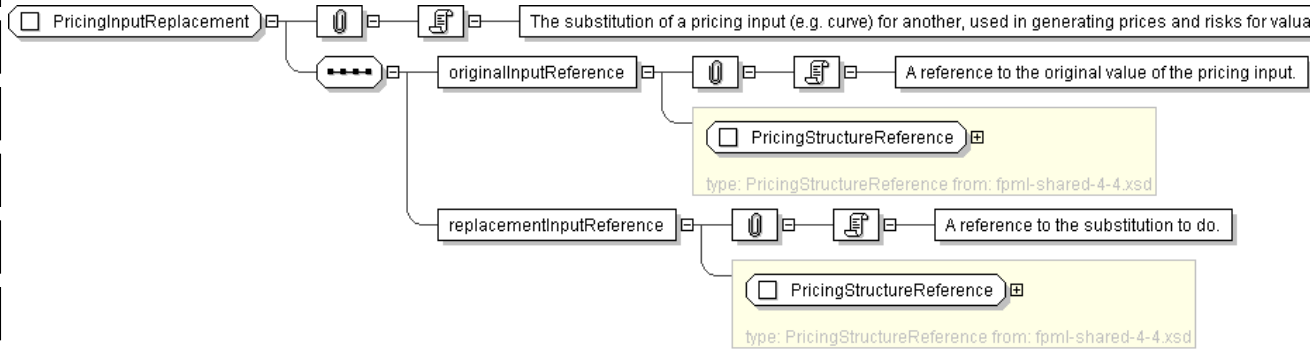 PricingInputReplacement
The substitution of a pricing input (e.g. curve) for another, used in generating prices and risks for valua
originalInputReference
A reference to the original value of the pricing input.
PricingStructureReference
type: PricingStructureReference from: fpml-shared-4-4.xsd
replacementInputReference
A reference to the substitution to do.
PricingStructureReference
type: PricingStructureReference from: fpml-shared-4-4.xsd